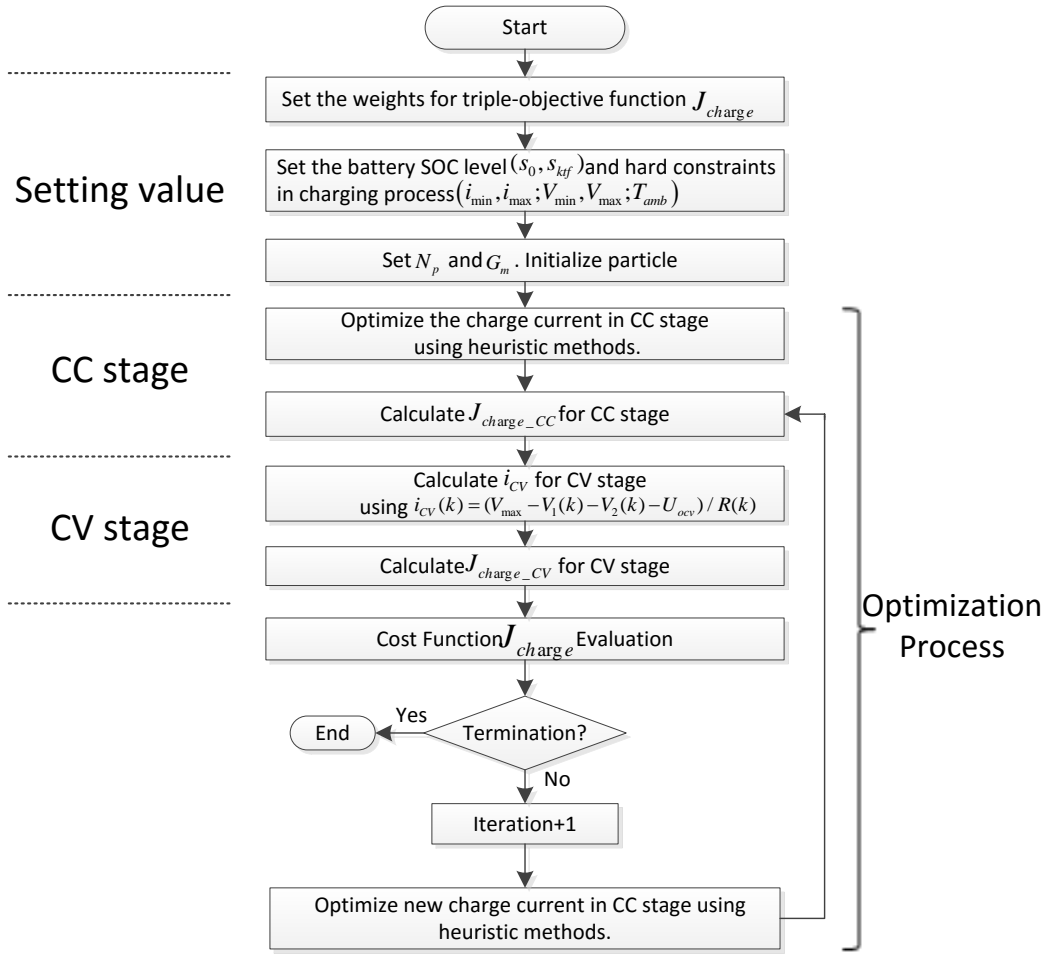 Start
Set the weights for triple-objective function J_charge
Setting value
Set the battery SOC level (s_0, s_ktf) and hard constraints
in charging process (i_min, i_max; V_min, V_max; T_amb)
Set N_p and G_m. Initialize particle
CC stage
Optimize the charge current in CC stage
using heuristic methods.
Calculate J_charge_CC for CC stage
CV stage
Calculate i_CV for CV stage
using i_CV(k) = (V_max − V_1(k) − V_2(k) − U_ocv) / R(k)
Calculate J_charge_CV for CV stage
Cost Function J_charge Evaluation
Optimization
Process
Termination?
Yes
End
No
Iteration+1
Optimize new charge current in CC stage using
heuristic methods.